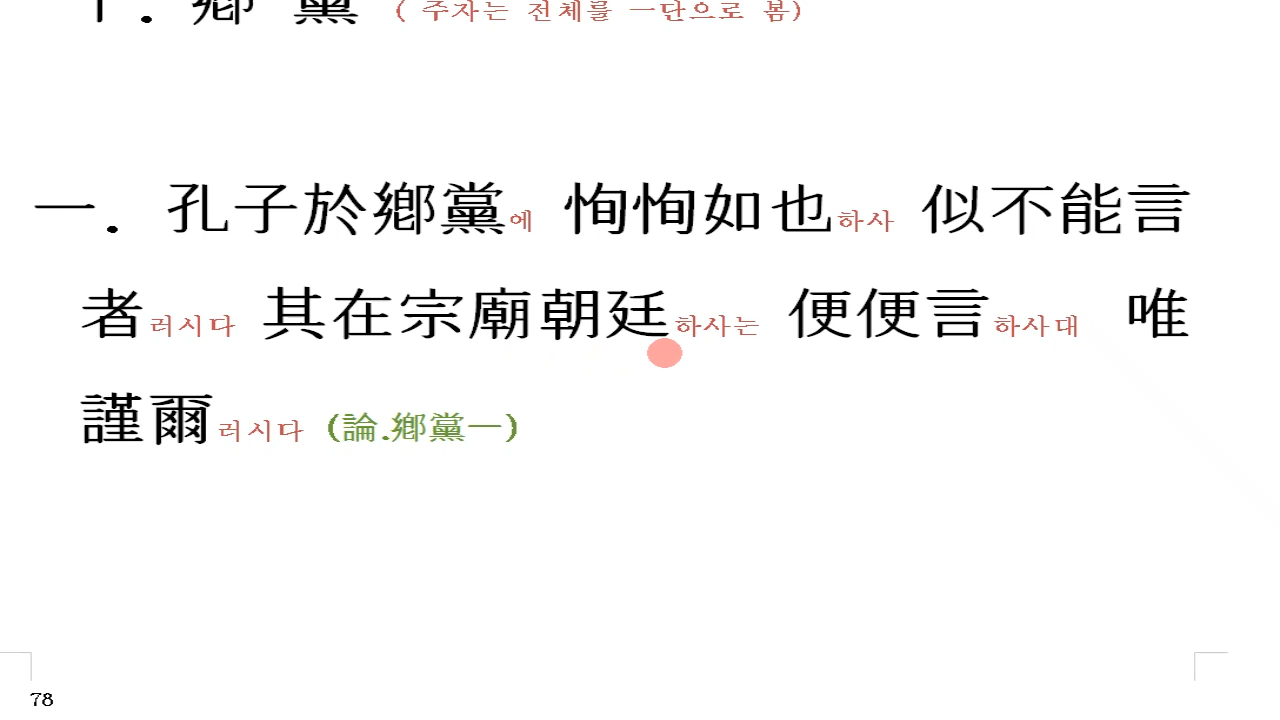 十. 鄕 黨 ( 주자는 전체를 一단으로 봄)
一. 孔子於鄕黨에 恂恂如也하사 似不能言
者러시다 其在宗廟朝廷하사는 便便言하사대 唯
謹爾러시다 (論.鄕黨一)
78